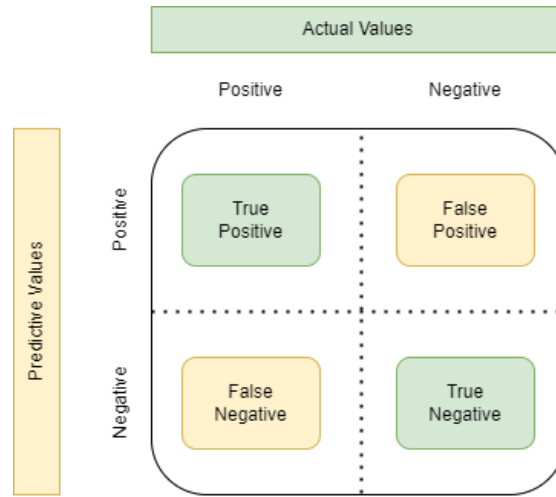 Actual Values
Positive
Negative
Predictive Values
Positive
True
Positive
False
Positive
Negative
False
Negative
True
Negative